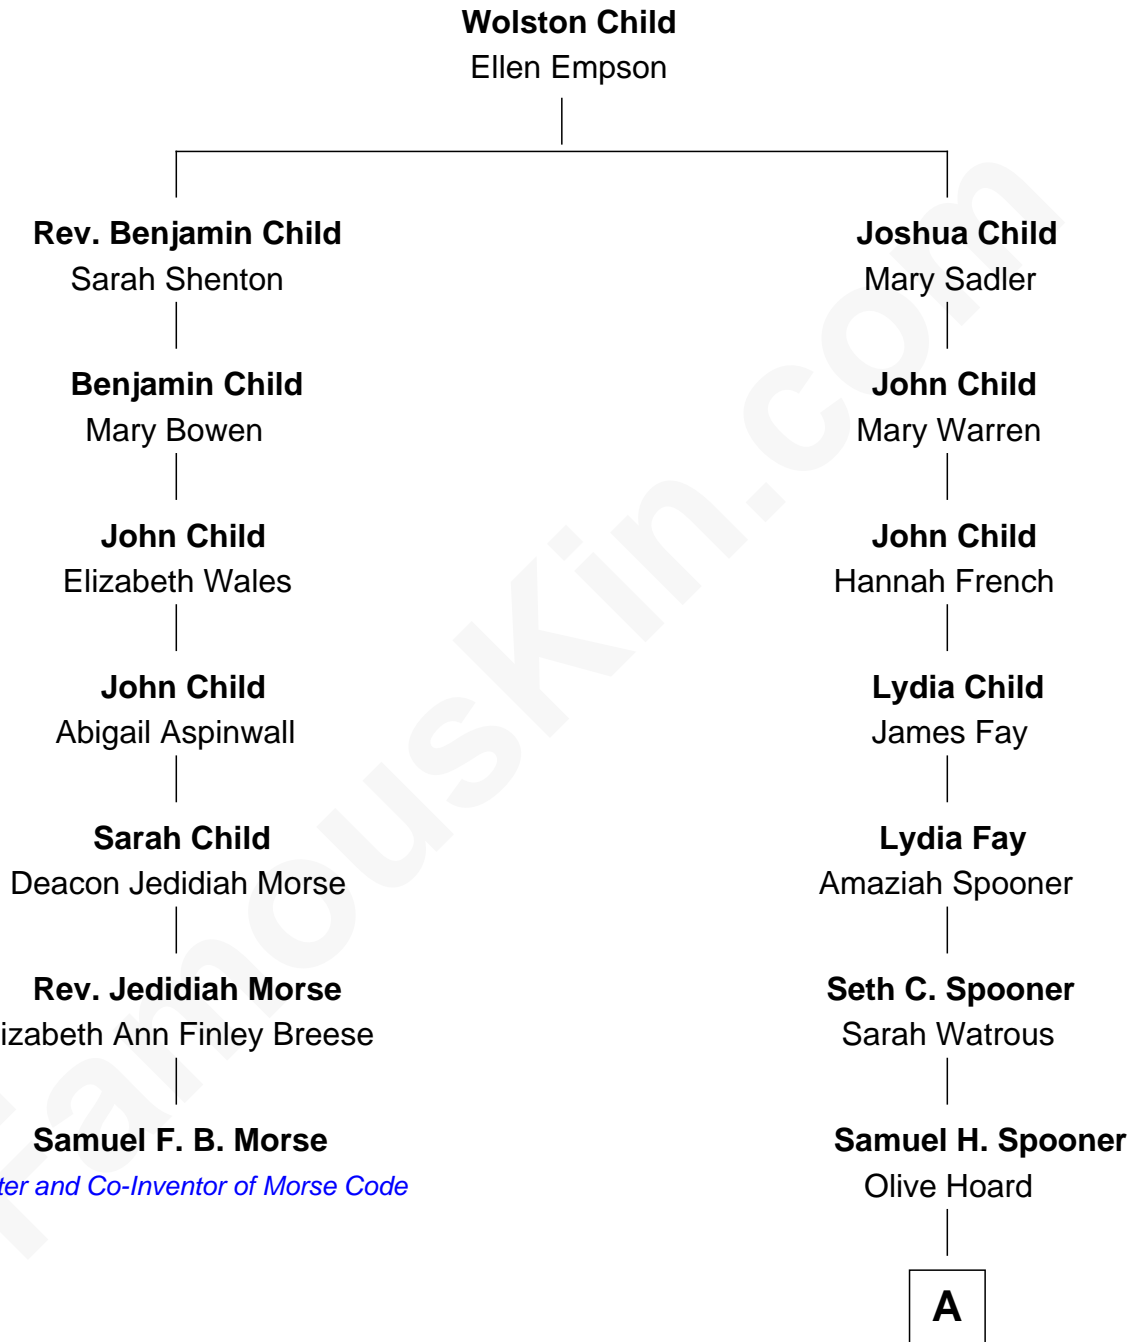 Wolston Child
Ellen Empson
Rev. Benjamin Child
Sarah Shenton
Benjamin Child
Mary Bowen
John Child
Elizabeth Wales
John Child
Abigail Aspinwall
Sarah Child
Deacon Jedidiah Morse
Rev. Jedidiah Morse
izabeth Ann Finley Breese
Samuel F. B. Morse
ter and Co-Inventor of Morse Code
Joshua Child
Mary Sadler
John Child
Mary Warren
John Child
Hannah French
Lydia Child
James Fay
Lydia Fay
Amaziah Spooner
Seth C. Spooner
Sarah Watrous
Samuel H. Spooner
Olive Hoard
A
FamousKin.com